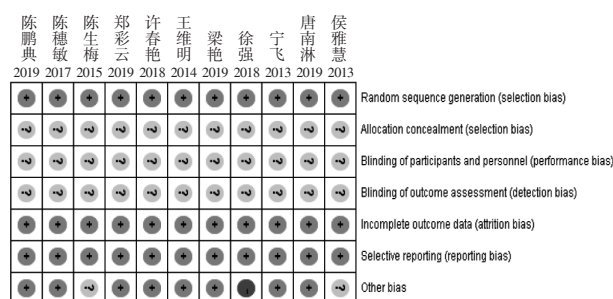 陈鹏典 2019
陈穗敏 2017
陈生梅 2015
郑彩云 2019
许春艳 2018
王维明 2014
梁艳 2019
徐强 2018
宁飞 2013
唐南淋 2019
侯雅慧 2013
+ + + + + + + + + + + Random sequence generation (selection bias)
? ? ? ? ? ? ? ? ? ? ? Allocation concealment (selection bias)
? ? ? ? ? ? ? ? ? ? ? Blinding of participants and personnel (performance bias)
? ? ? ? ? ? ? ? ? ? ? Blinding of outcome assessment (detection bias)
+ + + + + + + + + + + Incomplete outcome data (attrition bias)
+ + + + + + + + + + + Selective reporting (reporting bias)
+ + ? + + + + - + + ? Other bias